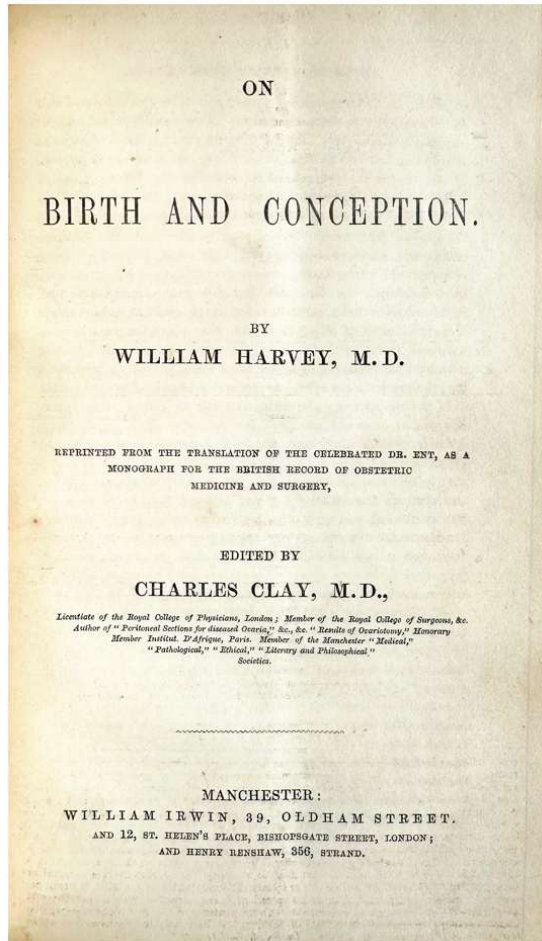 ON
BIRTH AND CONCEPTION.
BY
WILLIAM HARVEY, M.D.
REPRINTED FROM THE TRANSLATION OF THE CELEBRATED DR. ENT, AS A
MONOGRAPH FOR THE BRITISH RECORD OF OBSTETRIC
MEDICINE AND SURGERY,
EDITED BY
CHARLES CLAY, M.D.,
Licentiate of the Royal College of Physicians, London; Member of the Royal College of Surgeons, &c.
Author of "Peritoneal Sections for diseased Ovaria," &c., &c. "Results of Ovariotomy," Honorary
Member Institut. D'Afrique, Paris. Member of the Manchester "Medical,"
"Pathological," "Ethical," "Literary and Philosophical"
Societies.
MANCHESTER:
WILLIAM IRWIN, 39, OLDHAM STREET.
AND 12, ST. HELEN'S PLACE, BISHOPSGATE STREET, LONDON;
AND HENRY RENSHAW, 356, STRAND.